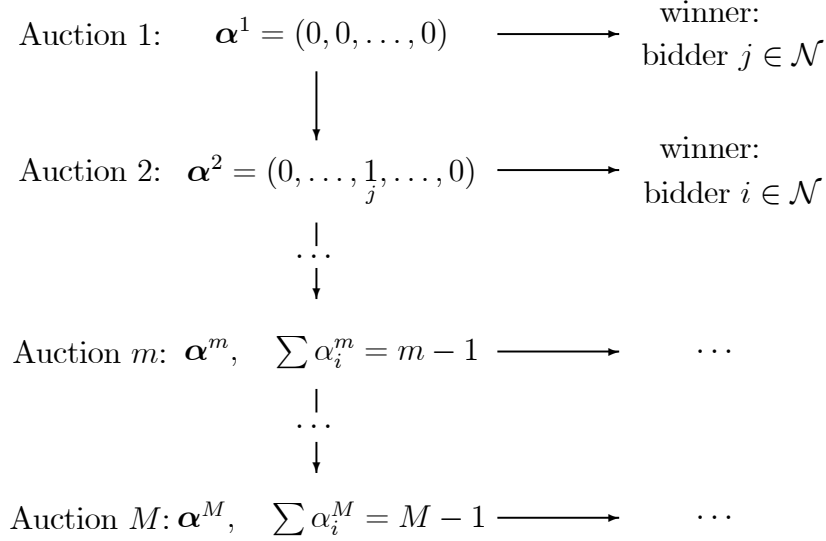 Auction 1: α¹ = (0, 0, . . . , 0) winner: bidder j ∈ 𝒩
Auction 2: α² = (0, . . . , 1, . . . , 0) winner: bidder i ∈ 𝒩
j
. . .
Auction m: αᵐ, ∑ αᵢᵐ = m − 1 · · ·
. . .
Auction M: αᴹ, ∑ αᵢᴹ = M − 1 · · ·